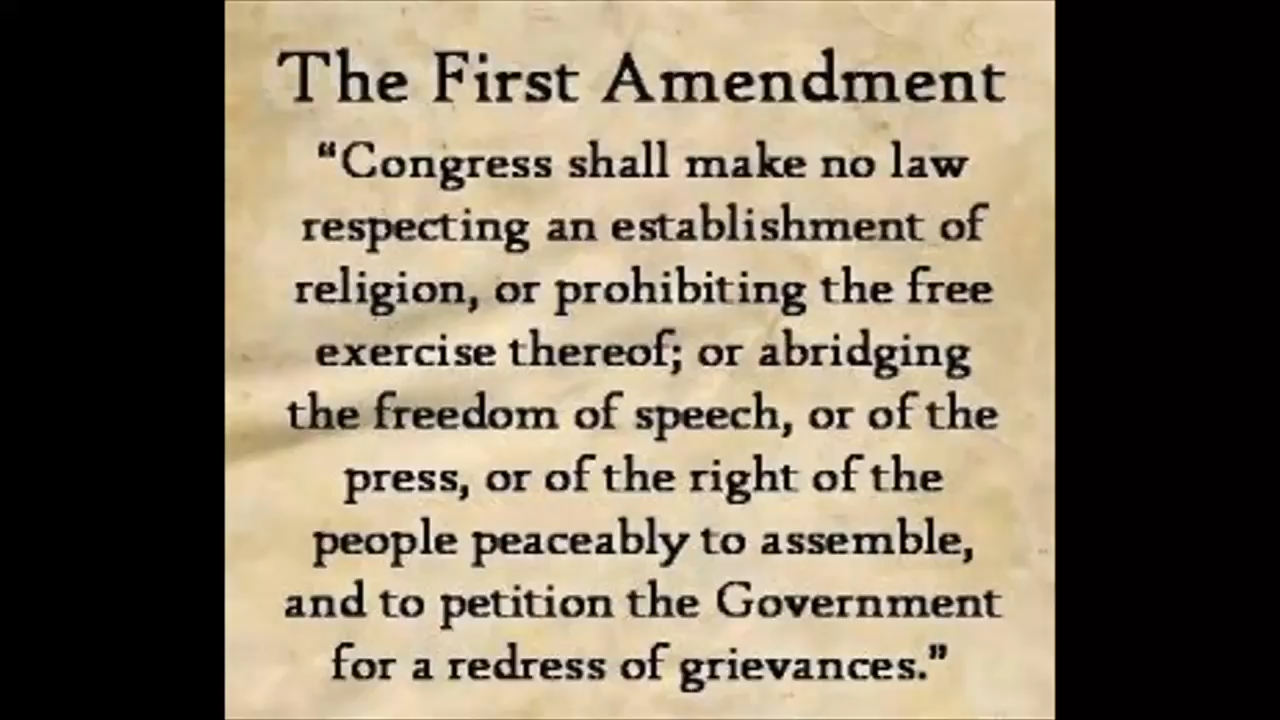 The First Amendment
“Congress shall make no law
respecting an establishment of
religion, or prohibiting the free
exercise thereof; or abridging
the freedom of speech, or of the
press, or of the right of the
people peaceably to assemble,
and to petition the Government
for a redress of grievances.”